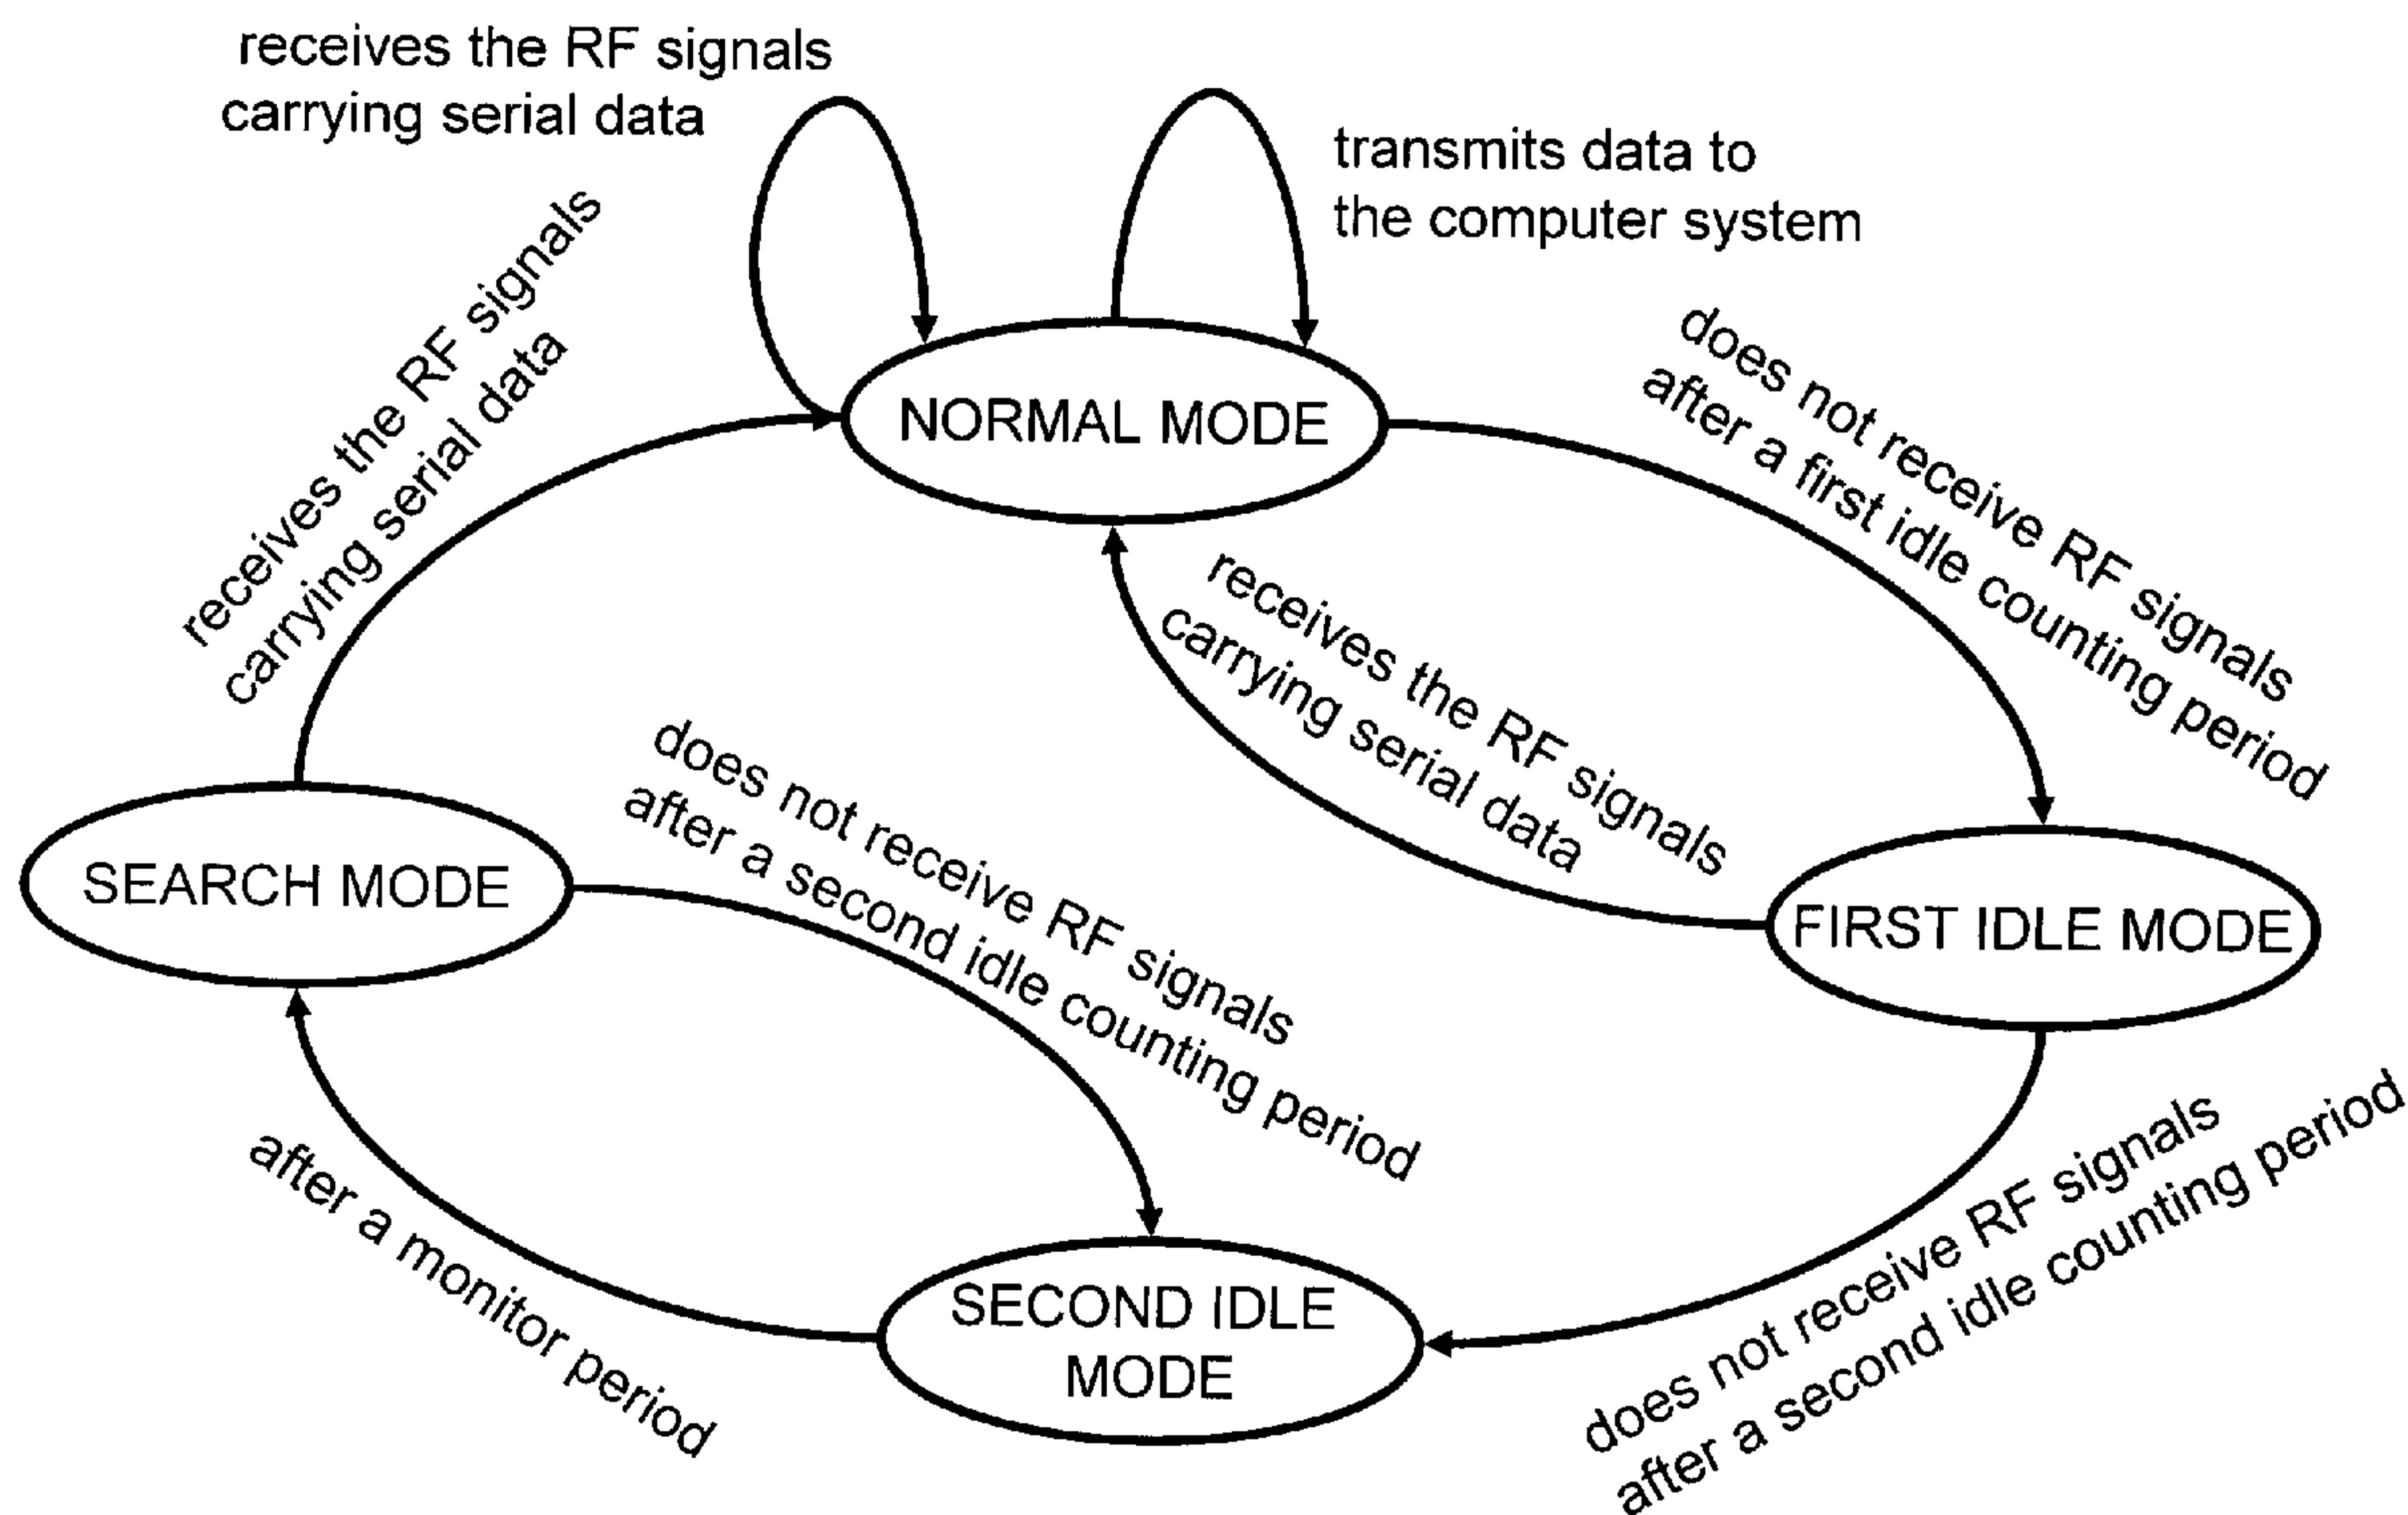 receives the RF signals
carrying serial data
transmits data to
the computer system
receives the RF signals
carrying serial data
NORMAL MODE
does not receive RF signals
after a first idle counting period
receives the RF signals
carrying serial data
does not receive RF signals
after a second idle counting period
SEARCH MODE
FIRST IDLE MODE
after a monitor period
SECOND IDLE
MODE
does not receive RF signals
after a second idle counting period